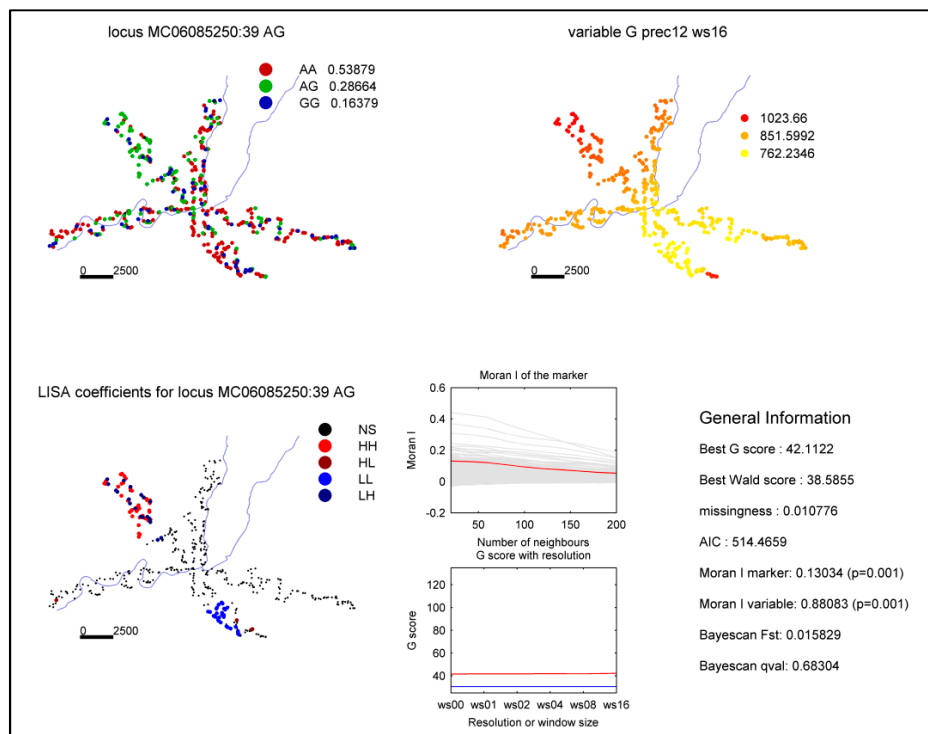 locus MC06085250:39 AG
AA 0.53879
AG 0.28664
GG 0.16379
0 2500
variable G prec12 ws16
1023.66
851.5992
762.2346
0 2500
LISA coefficients for locus MC06085250:39 AG
NS
HH
HL
LL
LH
0 2500
Moran I of the marker
0.6
0.4
0.2
0
-0.2
Moran I
50 100 150 200
Number of neighbours
G score with resolution
120
100
80
60
40
G score
ws00 ws01 ws02 ws04 ws08 ws16
Resolution or window size
General Information
Best G score : 42.1122
Best Wald score : 38.5855
missingness : 0.010776
AIC : 514.4659
Moran I marker: 0.13034 (p=0.001)
Moran I variable: 0.88083 (p=0.001)
Bayescan Fst: 0.015829
Bayescan qval: 0.68304